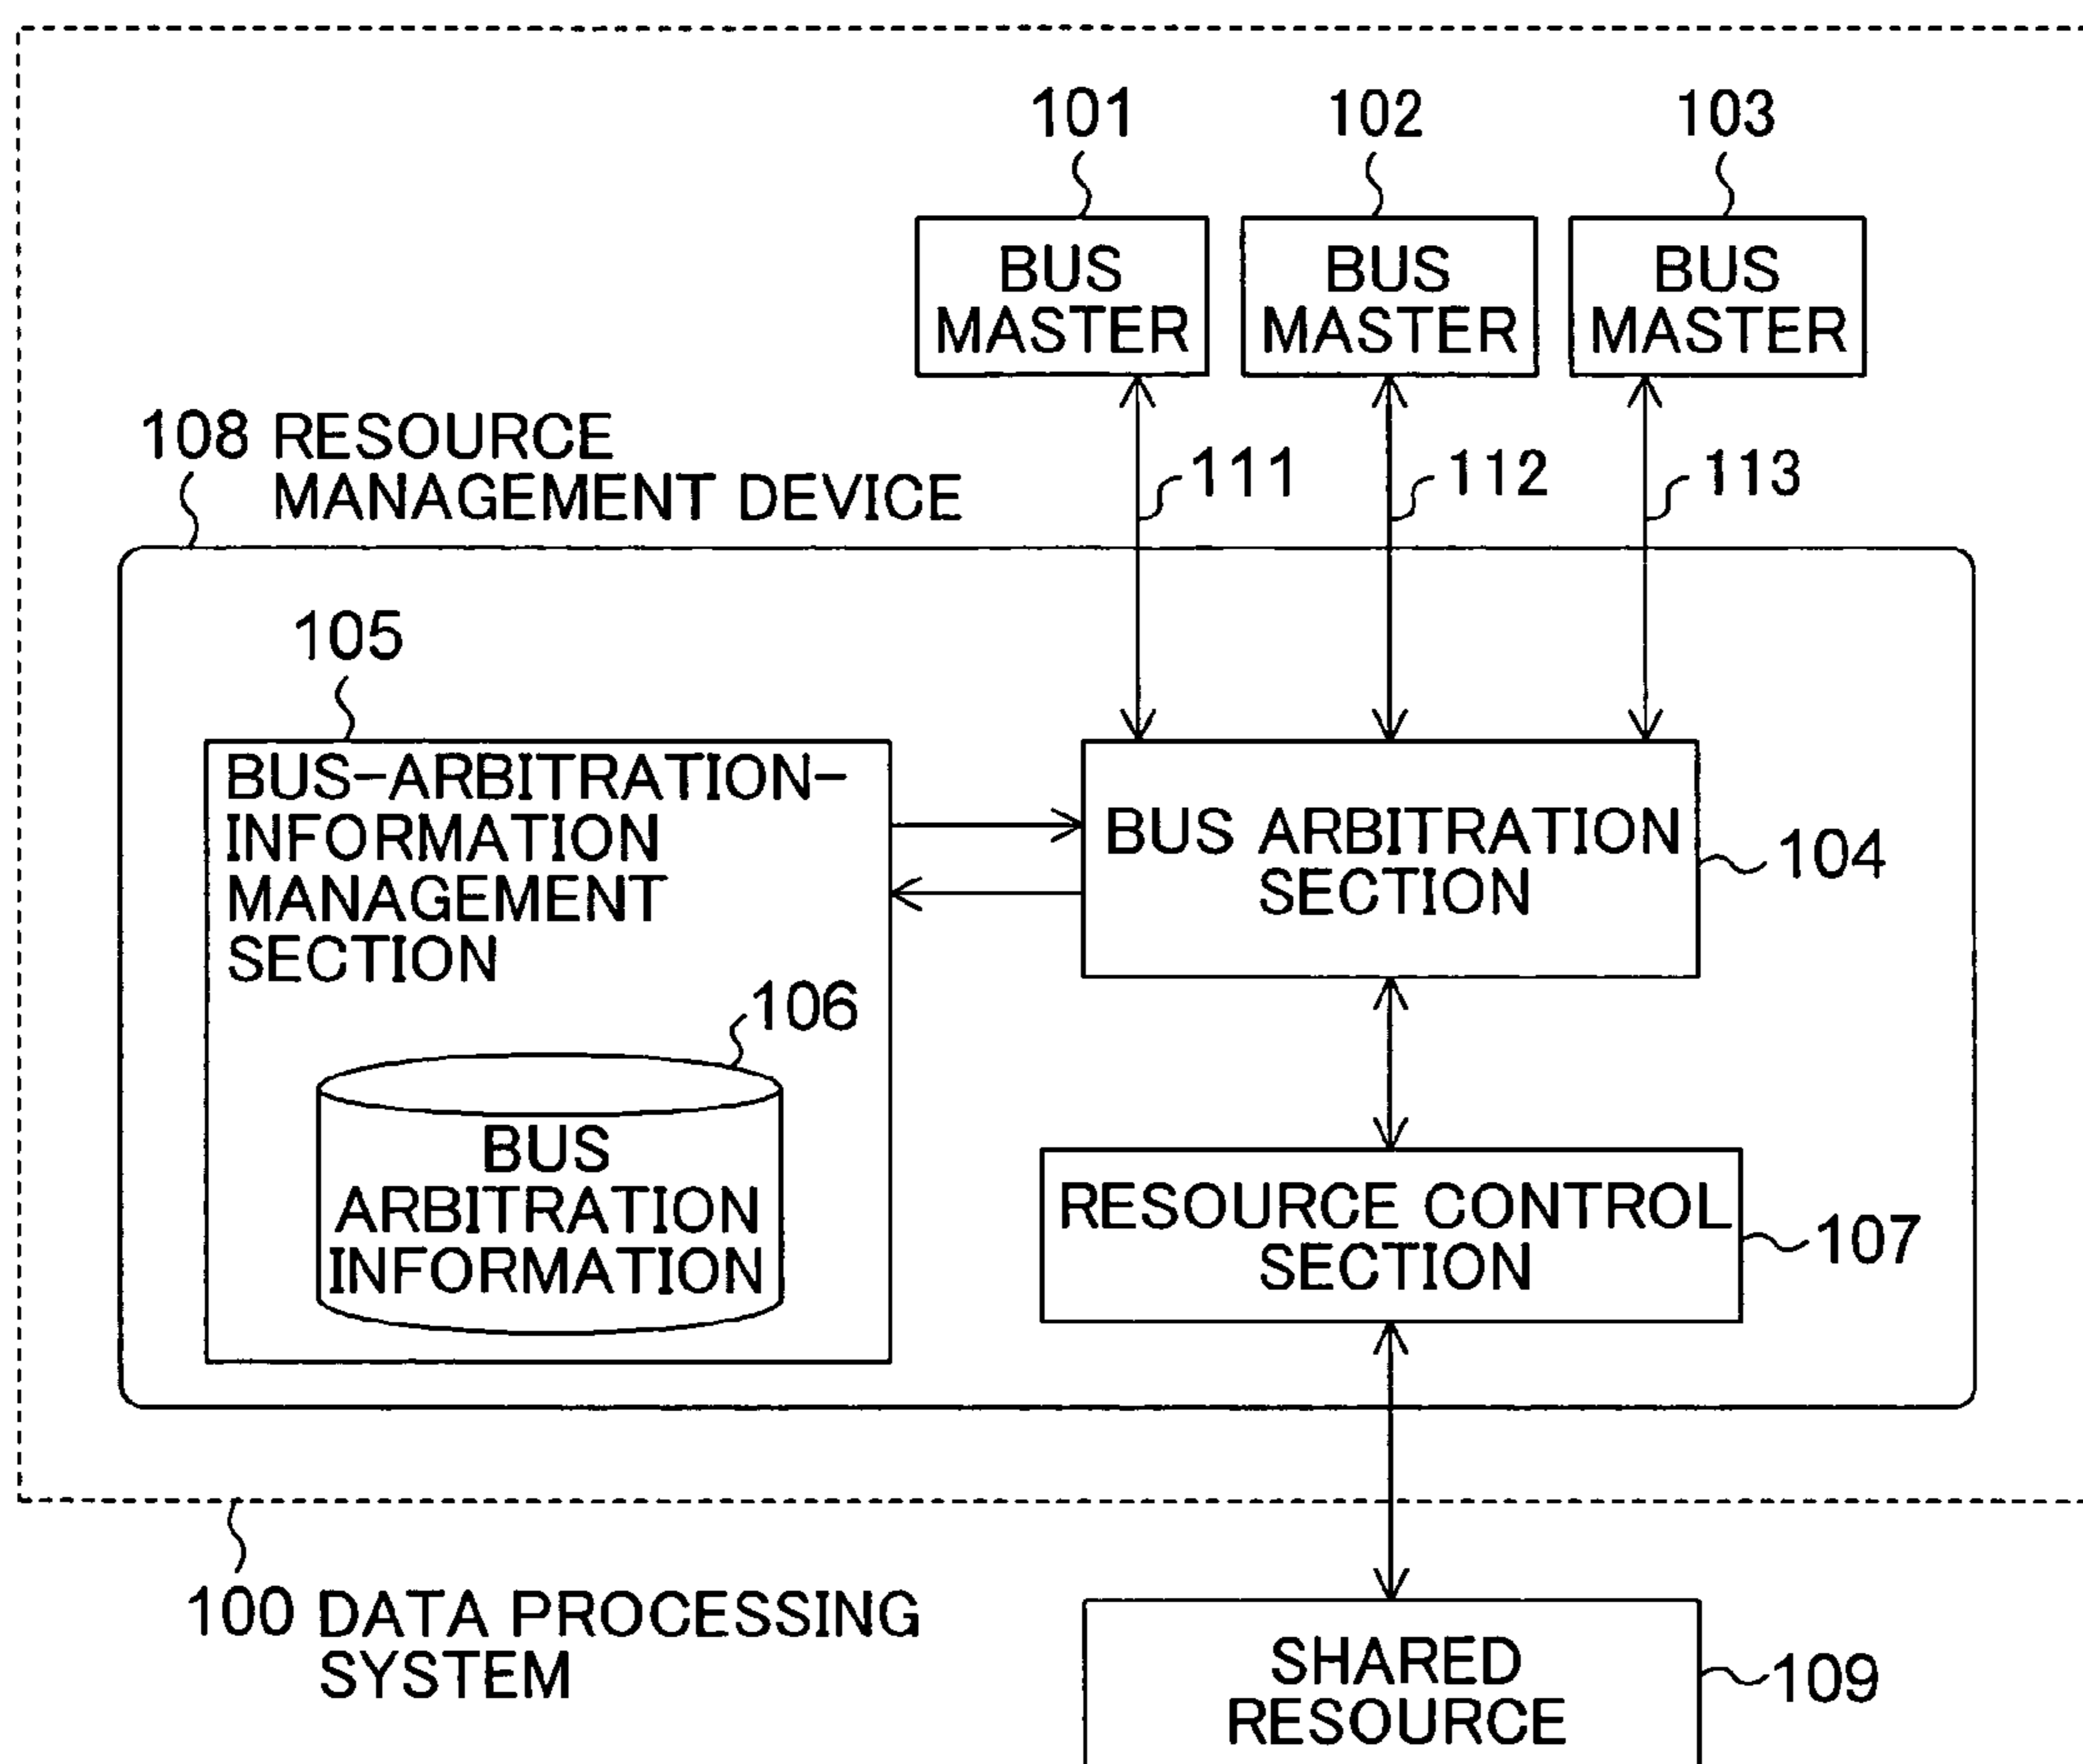 101
102
103
BUS
MASTER
BUS
MASTER
BUS
MASTER
108 RESOURCE
MANAGEMENT DEVICE
111
112
113
105
BUS-ARBITRATION-
INFORMATION
MANAGEMENT
SECTION
BUS ARBITRATION
SECTION
104
106
BUS
ARBITRATION
INFORMATION
RESOURCE CONTROL
SECTION
107
100 DATA PROCESSING
SYSTEM
SHARED
RESOURCE
109